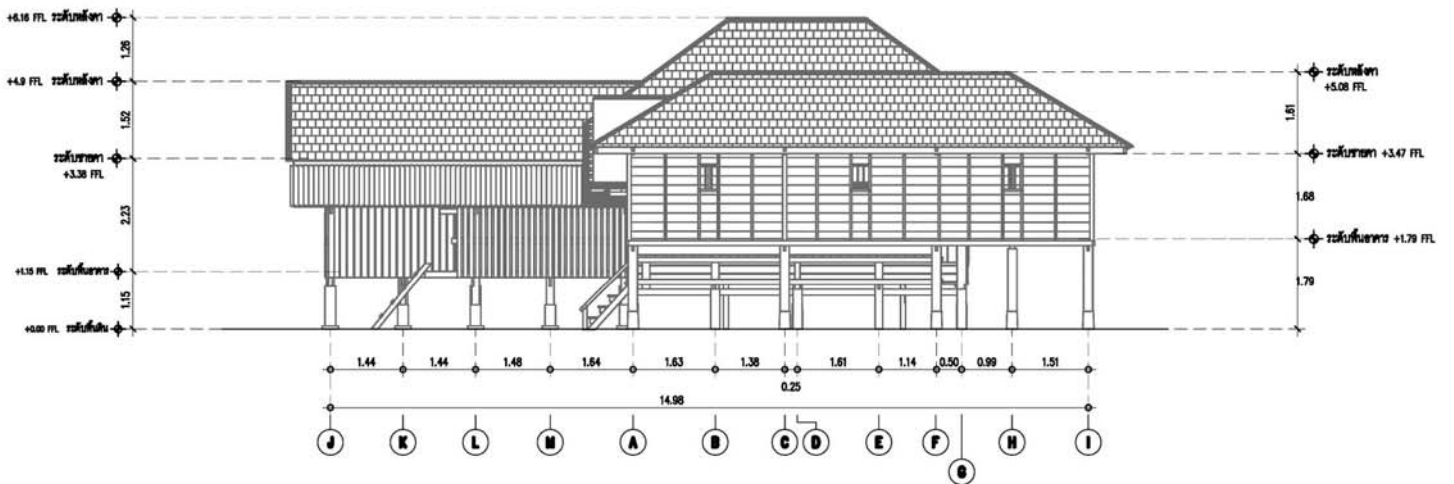 +6.16 FFL ระดับหลังคา
1.26
+4.9 FFL ระดับหลังคา
1.52
ระดับชายคา
+3.38 FFL
2.23
+1.15 FFL ระดับพื้นอาคาร
1.15
+0.00 FFL ระดับพื้นดิน
ระดับหลังคา
+5.08 FFL
1.61
ระดับชายคา +3.47 FFL
1.68
ระดับพื้นอาคาร +1.79 FFL
1.79
1.44 1.44 1.48 1.64 1.63 1.38 0.25 1.61 1.14 0.50 0.99 1.51
14.98
J K L M A B C D E F G H I